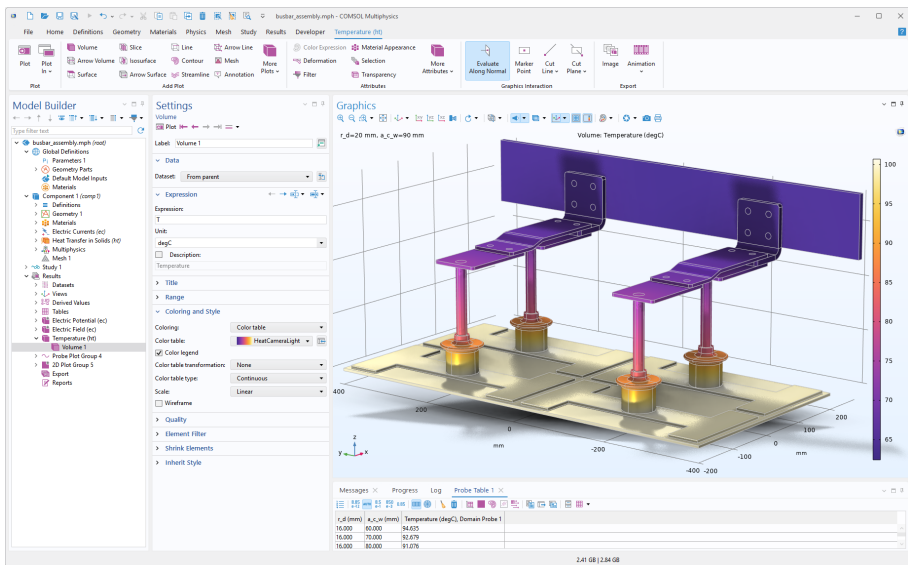 busbar_assembly.mph - COMSOL Multiphysics
File Home Definitions Geometry Materials Physics Mesh Study Results Developer Temperature (ht)
Plot
Plot In
Volume
Arrow Volume
Surface
Slice
Isosurface
Arrow Surface
Line
Contour
Streamline
Arrow Line
Mesh
Annotation
More Plots
Color Expression
Deformation
Filter
Material Appearance
Selection
Transparency
More Attributes
Evaluate Along Normal
Marker Point
Cut Line
Cut Plane
Image
Animation
Plot
Add Plot
Attributes
Graphics Interaction
Export
Model Builder
Type filter text
busbar_assembly.mph (root)
Global Definitions
Pi Parameters 1
Geometry Parts
Default Model Inputs
Materials
Component 1 (comp1)
Definitions
Geometry 1
Materials
Electric Currents (ec)
Heat Transfer in Solids (ht)
Multiphysics
Mesh 1
Study 1
Results
Datasets
Views
Derived Values
Tables
Electric Potential (ec)
Electric Field (ec)
Temperature (ht)
Volume 1
Probe Plot Group 4
2D Plot Group 5
Export
Reports
Settings
Volume
Plot
Label: Volume 1
Data
Dataset: From parent
Expression
Expression:
T
Unit:
degC
Description:
Temperature
Title
Range
Coloring and Style
Coloring: Color table
Color table: HeatCameraLight
Color legend
Color table transformation: None
Color table type: Continuous
Scale: Linear
Wireframe
Quality
Element Filter
Shrink Elements
Inherit Style
Graphics
r_d=20 mm, a_c_w=90 mm
Volume: Temperature (degC)
100
95
90
85
80
75
70
65
400
200
0
mm
-200
-400
-200
-100
0
mm
100
200
z
y
x
Messages Progress Log Probe Table 1
8.85
0.85
r_d (mm) a_c_w (mm) Temperature (degC), Domain Probe 1
16.000 60.000 94.635
16.000 70.000 92.679
16.000 80.000 91.076
2.41 GB | 2.84 GB